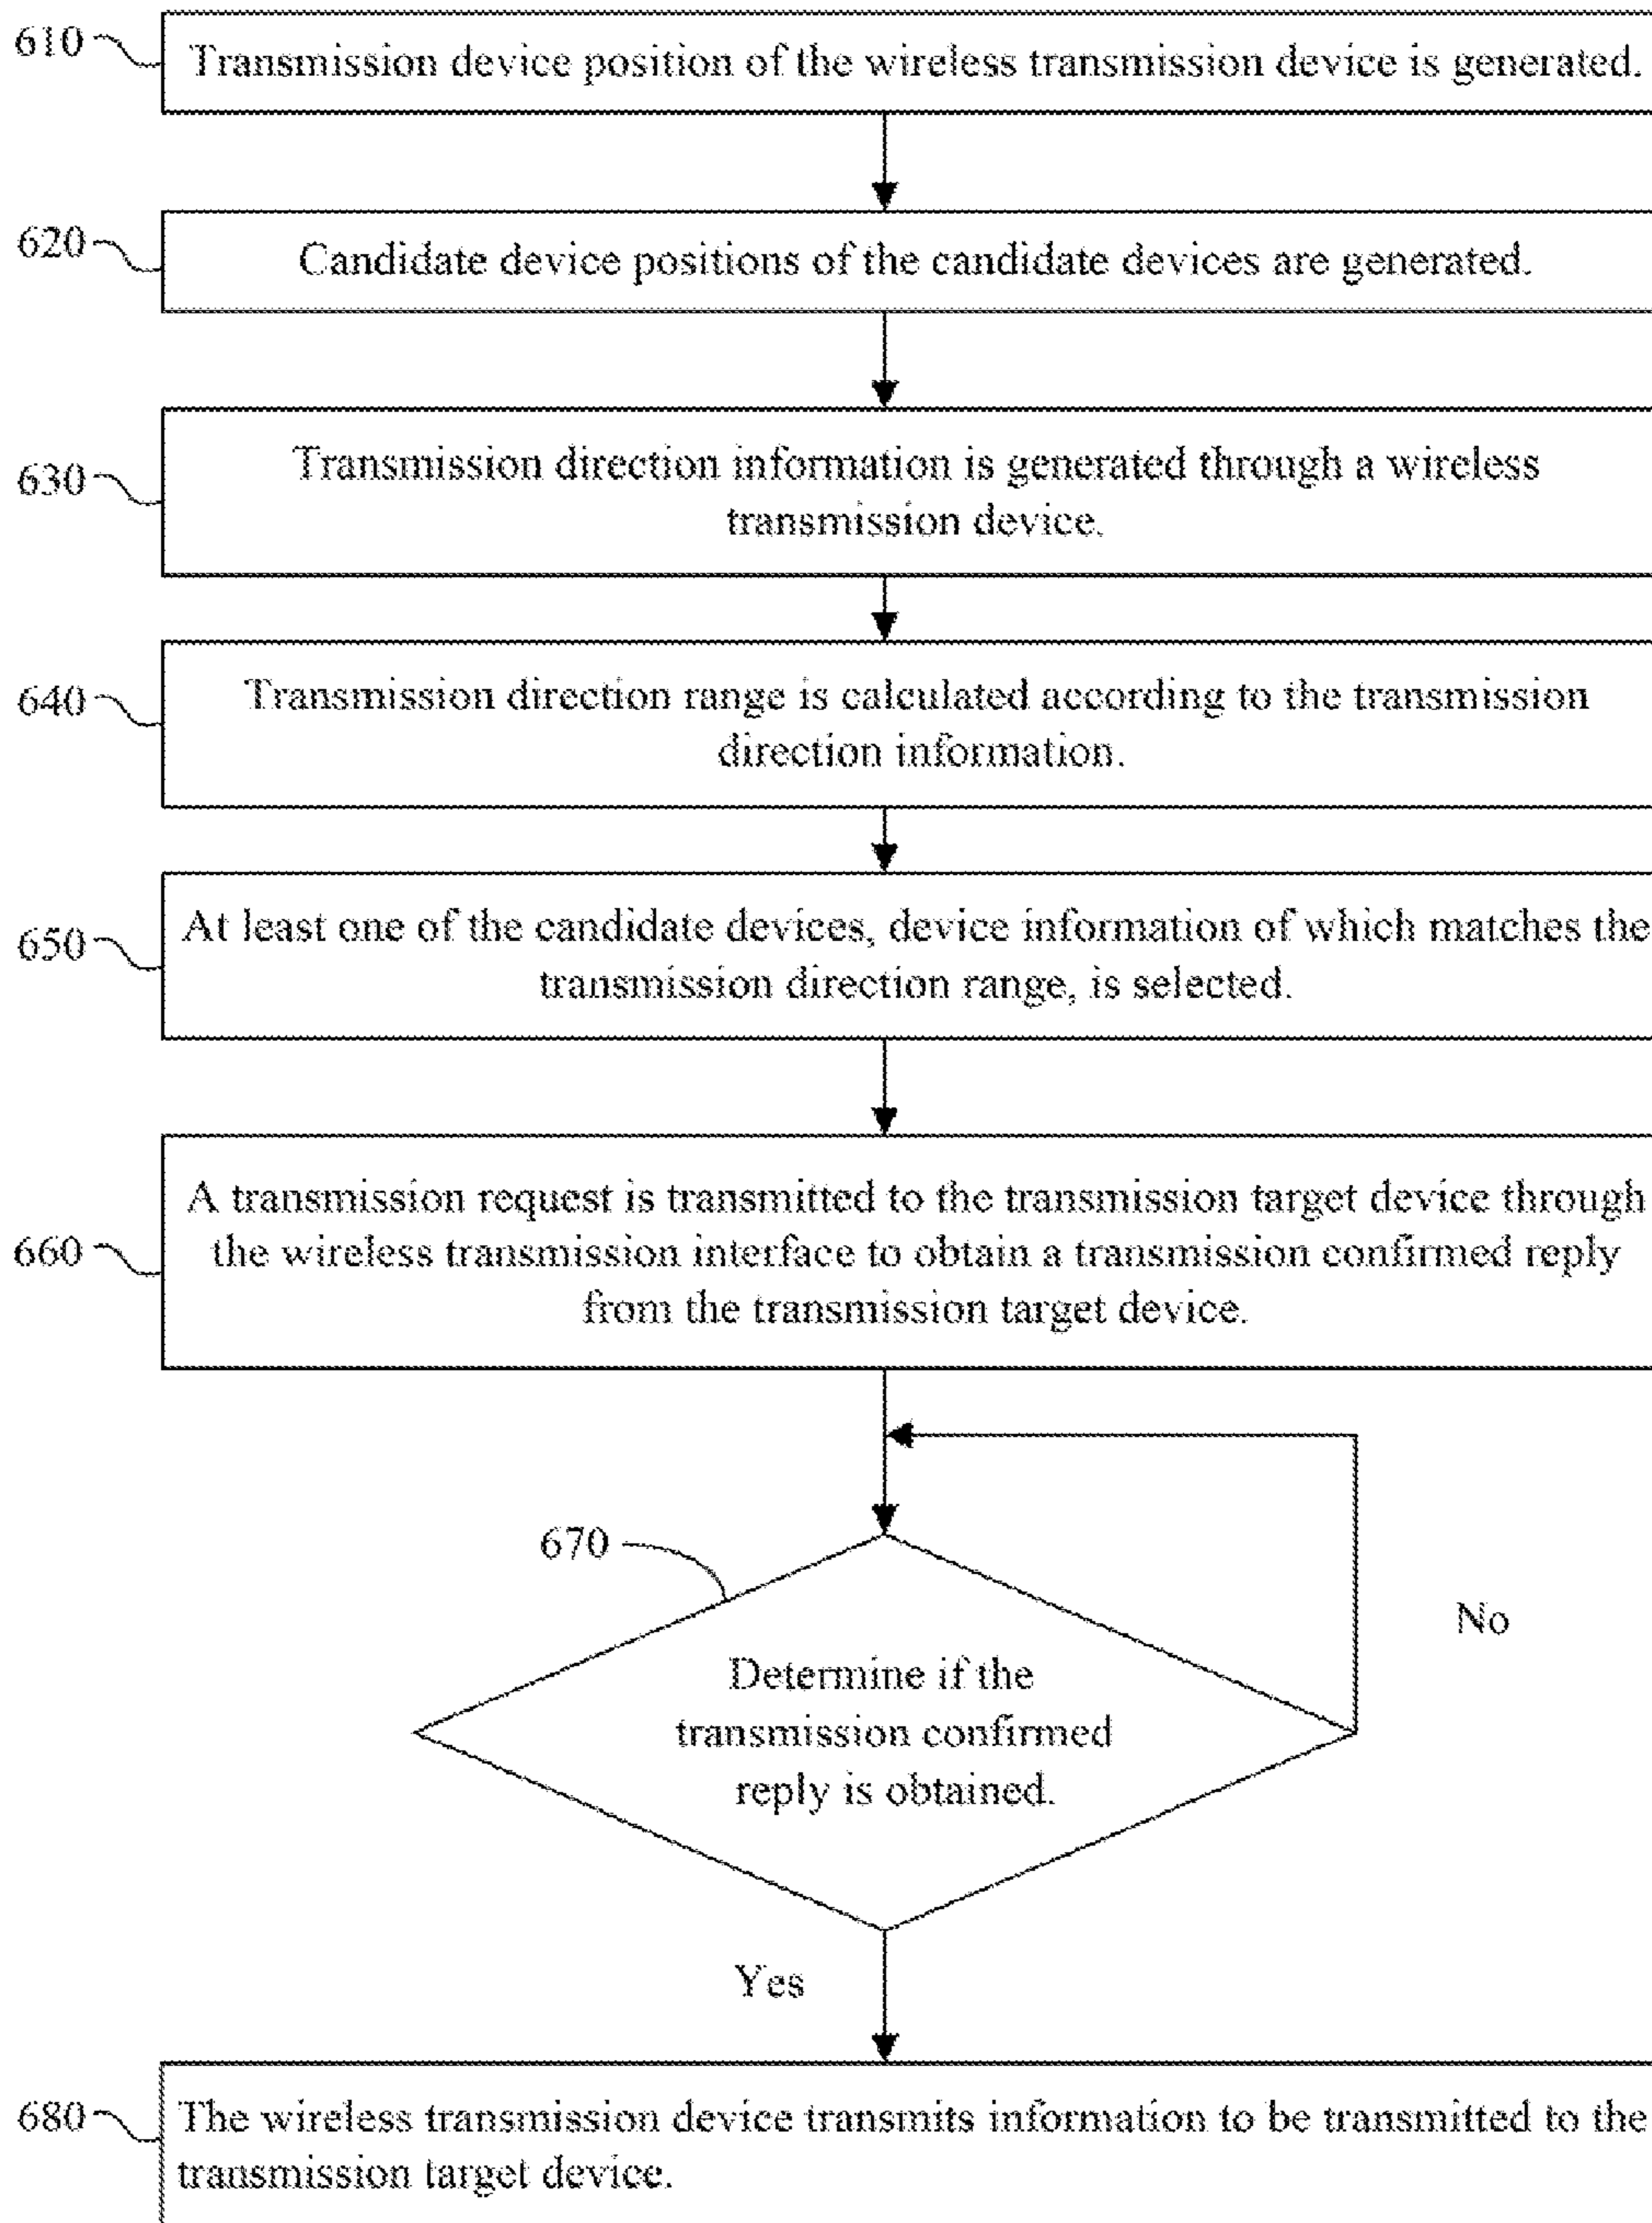 610
Transmission device position of the wireless transmission device is generated.
620
Candidate device positions of the candidate devices are generated.
630
Transmission direction information is generated through a wireless
transmission device.
640
Transmission direction range is calculated according to the transmission
direction information.
650
At least one of the candidate devices, device information of which matches the
transmission direction range, is selected.
660
A transmission request is transmitted to the transmission target device through
the wireless transmission interface to obtain a transmission confirmed reply
from the transmission target device.
670
No
Determine if the
transmission confirmed
reply is obtained.
Yes
680
The wireless transmission device transmits information to be transmitted to the
transmission target device.